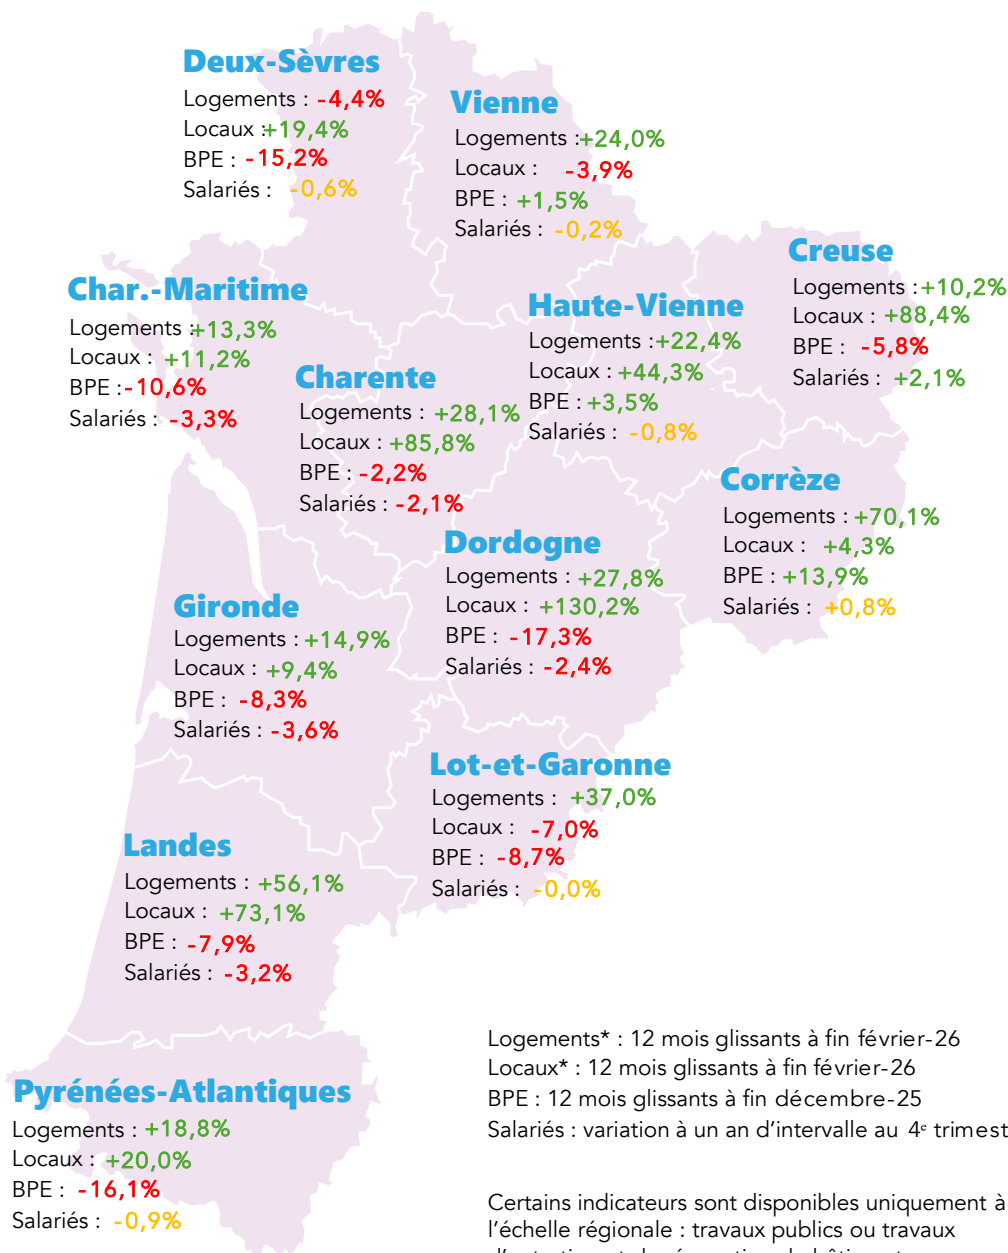 Deux-Sèvres
Logements : -4,4%
Locaux :+19,4%
BPE : -15,2%
Salariés : -0,6%
Vienne
Logements :+24,0%
Locaux : -3,9%
BPE : +1,5%
Salariés : -0,2%
Creuse
Logements :+10,2%
Locaux : +88,4%
BPE : -5,8%
Salariés : +2,1%
Char.-Maritime
Logements :+13,3%
Locaux : +11,2%
BPE :-10,6%
Salariés : -3,3%
Haute-Vienne
Logements :+22,4%
Locaux : +44,3%
BPE : +3,5%
Salariés : -0,8%
Charente
Logements : +28,1%
Locaux : +85,8%
BPE : -2,2%
Salariés : -2,1%
Corrèze
Logements : +70,1%
Locaux : +4,3%
BPE : +13,9%
Salariés : +0,8%
Dordogne
Logements : +27,8%
Locaux : +130,2%
BPE : -17,3%
Salariés : -2,4%
Gironde
Logements : +14,9%
Locaux : +9,4%
BPE : -8,3%
Salariés : -3,6%
Lot-et-Garonne
Logements : +37,0%
Locaux : -7,0%
BPE : -8,7%
Salariés : -0,0%
Landes
Logements : +56,1%
Locaux : +73,1%
BPE : -7,9%
Salariés : -3,2%
Pyrénées-Atlantiques
Logements : +18,8%
Locaux : +20,0%
BPE : -16,1%
Salariés : -0,9%
Logements* : 12 mois glissants à fin février-26
Locaux* : 12 mois glissants à fin février-26
BPE : 12 mois glissants à fin décembre-25
Salariés : variation à un an d'intervalle au 4e trimest
Certains indicateurs sont disponibles uniquement à
l'échelle régionale : travaux publics ou travaux